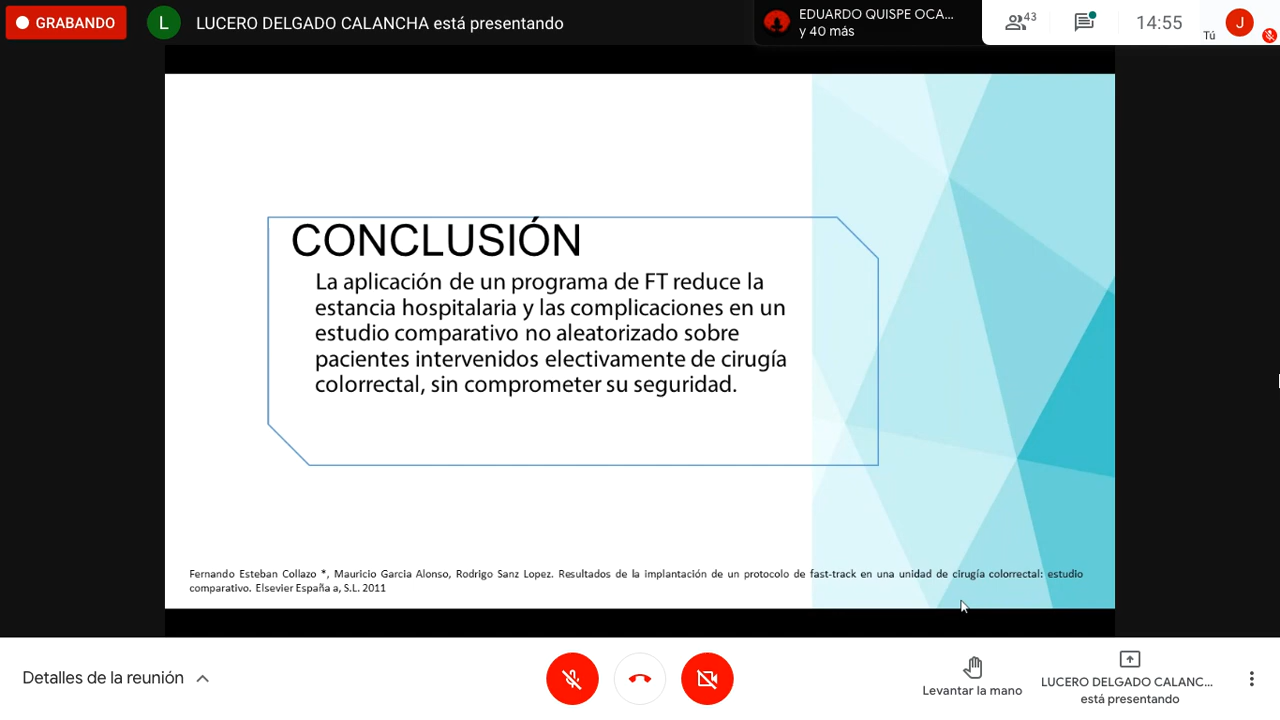 GRABANDO
L
LUCERO DELGADO CALANCHA está presentando
EDUARDO QUISPE OCA...
y 40 más
43
14:55
Tú
J
CONCLUSIÓN
La aplicación de un programa de FT reduce la
estancia hospitalaria y las complicaciones en un
estudio comparativo no aleatorizado sobre
pacientes intervenidos electivamente de cirugía
colorrectal, sin comprometer su seguridad.
Fernando Esteban Collazo *, Mauricio Garcia Alonso, Rodrigo Sanz Lopez. Resultados de la implantación de un protocolo de fast-track en una unidad de cirugía colorrectal: estudio
comparativo. Elsevier España a, S.L. 2011
Detalles de la reunión
Levantar la mano
LUCERO DELGADO CALANC...
está presentando